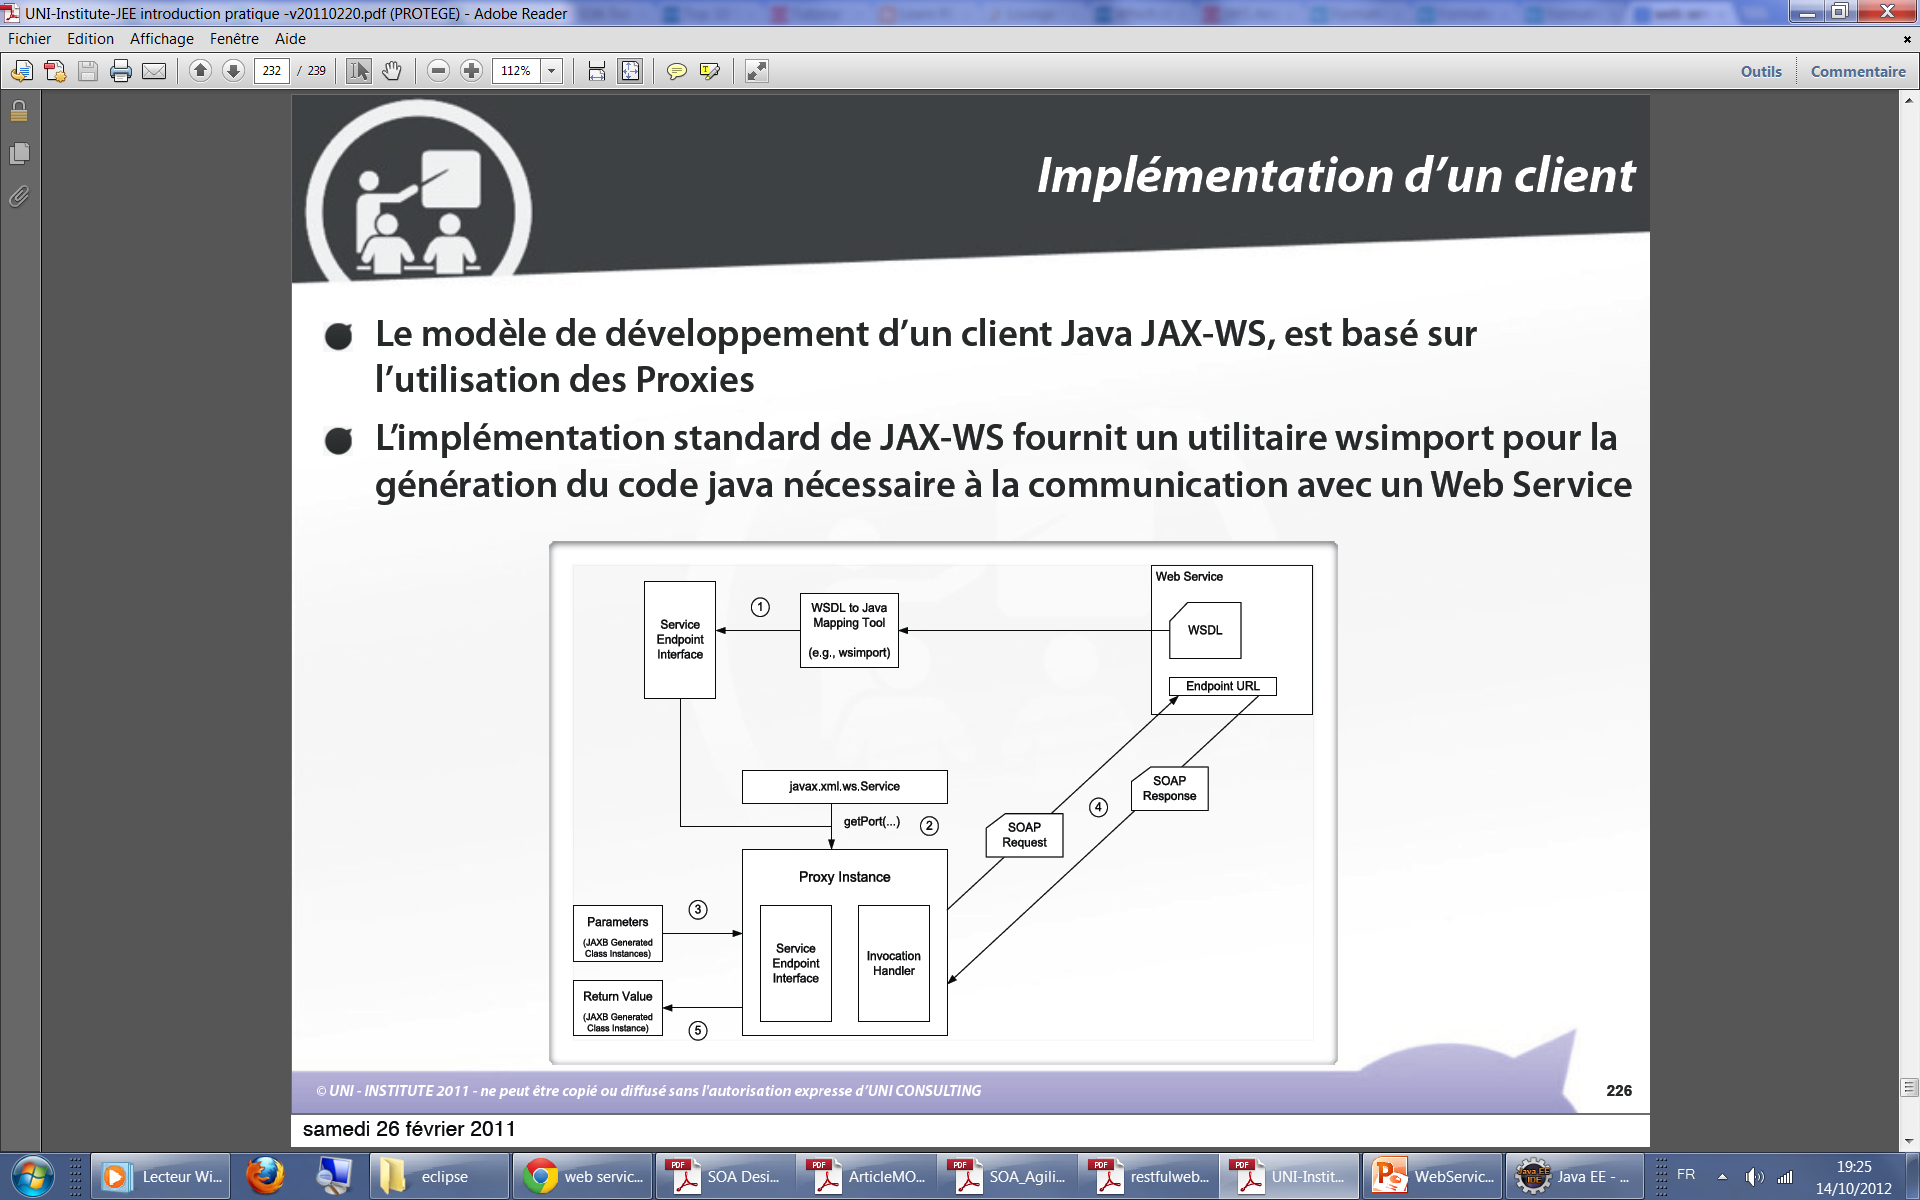 UNI-Institute-JEE introduction pratique -v20110220.pdf (PROTEGE) - Adobe Reader
Fichier Edition Affichage Fenêtre Aide
232 / 239 112% Outils Commentaire
Implémentation d'un client
Le modèle de développement d'un client Java JAX-WS, est basé sur
l'utilisation des Proxies
L'implémentation standard de JAX-WS fournit un utilitaire wsimport pour la
génération du code java nécessaire à la communication avec un Web Service
Service
Endpoint
Interface
1
WSDL to Java
Mapping Tool
(e.g., wsimport)
Web Service
WSDL
Endpoint URL
javax.xml.ws.Service
getPort(...)
2
SOAP
Request
4
SOAP
Response
Proxy Instance
Service
Endpoint
Interface
Invocation
Handler
Parameters
(JAXB Generated
Class Instances)
3
Return Value
(JAXB Generated
Class Instance)
5
© UNI - INSTITUTE 2011 - ne peut être copié ou diffusé sans l'autorisation expresse d'UNI CONSULTING
226
samedi 26 février 2011
Lecteur Wi...
eclipse
web servic...
SOA Desi...
ArticleMO...
SOA_Agili...
restfulweb...
UNI-Instit...
WebServic...
Java EE - ...
FR
19:25
14/10/2012